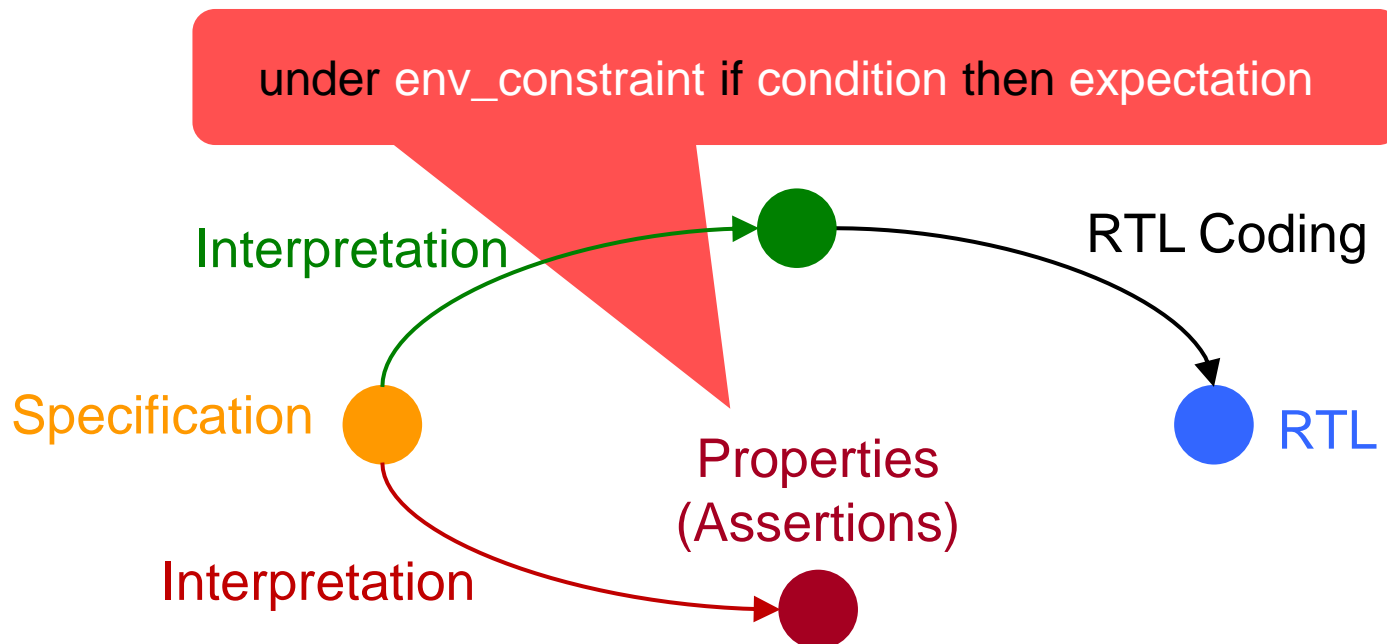 under env_constraint if condition then expectation
Interpretation
RTL Coding
Specification
RTL
Properties
(Assertions)
Interpretation